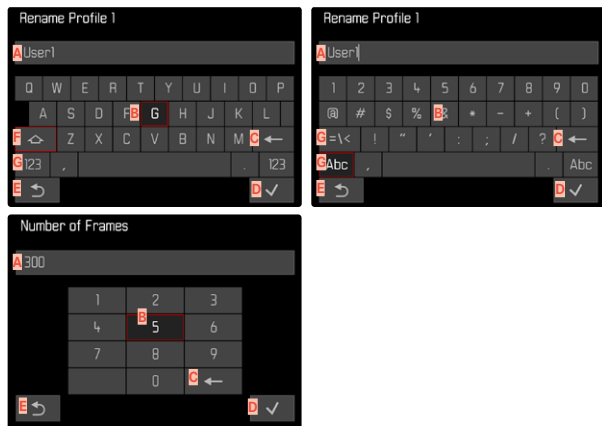 Rename Profile 1
A User1
Q W E R T Y U I O P
A S D F B G H J K L
F Z X C V B N M C ←
G 123 , . 123
E D ✓
Rename Profile 1
A User1
1 2 3 4 5 6 7 8 9 0
@ # $ % B & * - + ( )
G =\< ! " ' : ; / ? C ←
G Abc , . Abc
E D ✓
Number of Frames
A 300
1 2 3
B
4 5 6
7 8 9
0 C ←
E D ✓